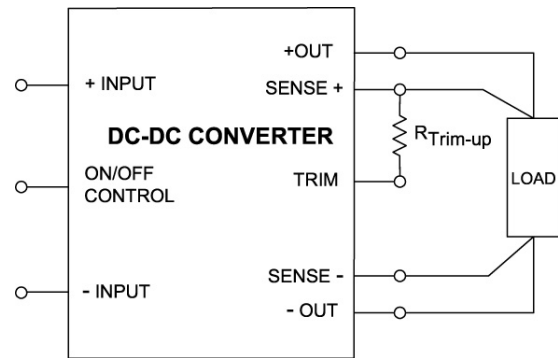 +OUT
+ INPUT
SENSE +
DC-DC CONVERTER
RTrim-up
ON/OFF
CONTROL
TRIM
LOAD
SENSE -
- INPUT
- OUT